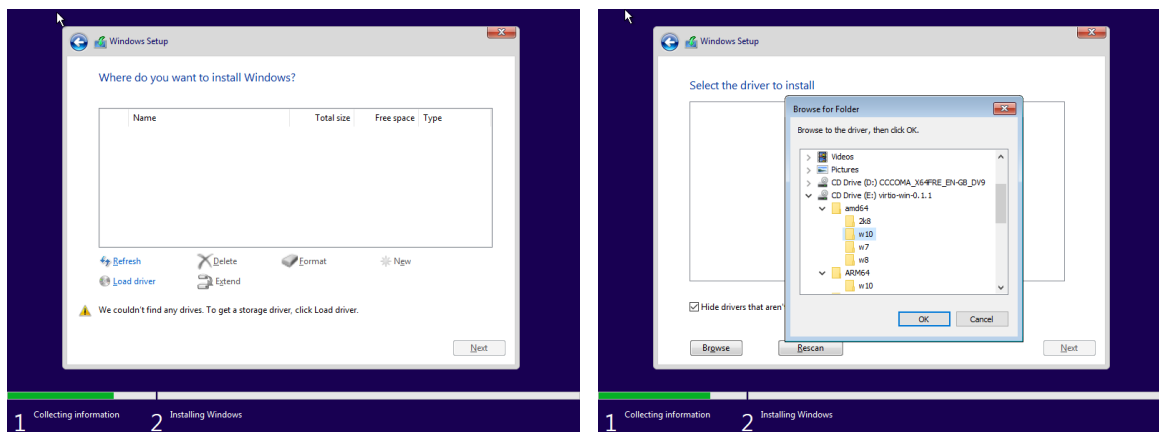 Windows Setup
Where do you want to install Windows?
Name Total size Free space Type
Refresh Delete Format New
Load driver Extend
We couldn't find any drives. To get a storage driver, click Load driver.
Next
1 Collecting information 2 Installing Windows
Windows Setup
Select the driver to install
Browse for Folder
Browse to the driver, then click OK.
Videos
Pictures
CD Drive (D:) CCCOMA_X64FRE_EN-GB_DV9
CD Drive (E:) virtio-win-0.1.1
amd64
2k8
w10
w7
w8
ARM64
w10
Hide drivers that aren'
OK Cancel
Browse Rescan Next
1 Collecting information 2 Installing Windows